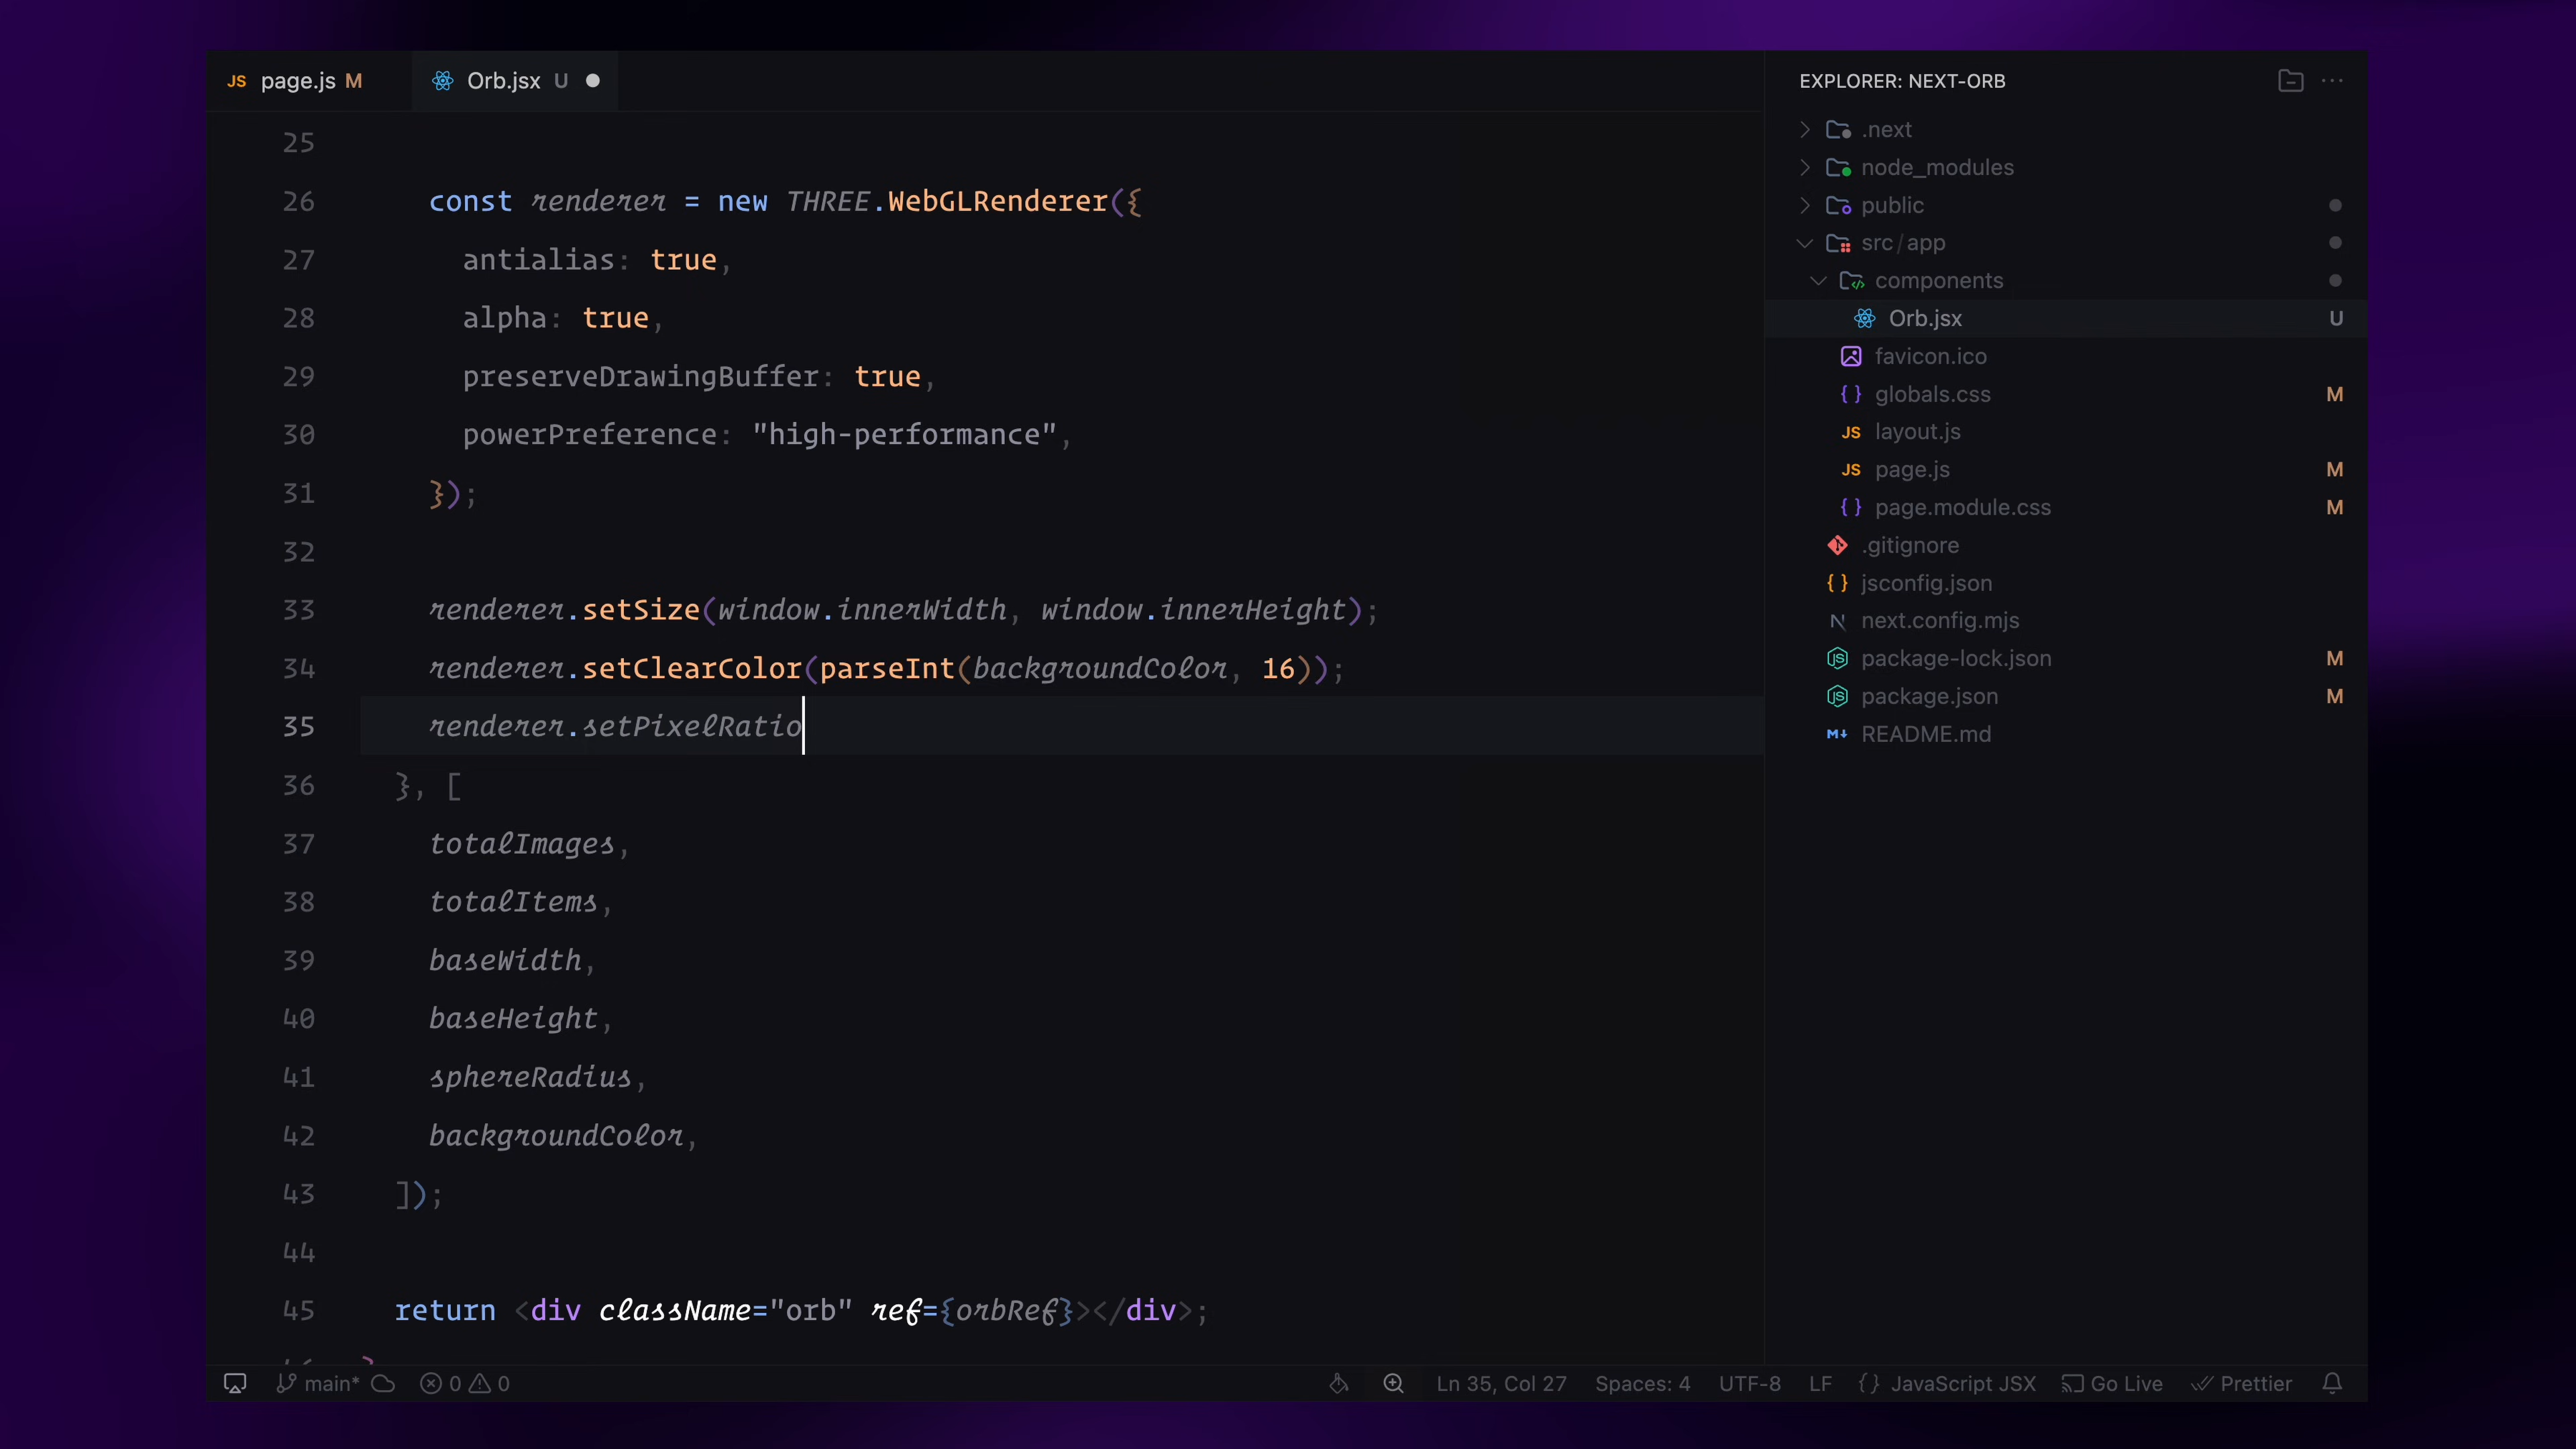 JS page.js M
Orb.jsx U
25
26 const renderer = new THREE.WebGLRenderer({
27 antialias: true,
28 alpha: true,
29 preserveDrawingBuffer: true,
30 powerPreference: "high-performance",
31 });
32
33 renderer.setSize(window.innerWidth, window.innerHeight);
34 renderer.setClearColor(parseInt(backgroundColor, 16));
35 renderer.setPixelRatio
36 }, [
37 totalImages,
38 totalItems,
39 baseWidth,
40 baseHeight,
41 sphereRadius,
42 backgroundColor,
43 ]);
44
45 return <div className="orb" ref={orbRef}></div>;
EXPLORER: NEXT-ORB
.next
node_modules
public
src/app
components
Orb.jsx U
favicon.ico
{ } globals.css M
JS layout.js
JS page.js M
{ } page.module.css M
.gitignore
{ } jsconfig.json
N next.config.mjs
JS package-lock.json M
JS package.json M
M README.md
main* 0 0 Ln 35, Col 27 Spaces: 4 UTF-8 LF {} JavaScript JSX Go Live Prettier